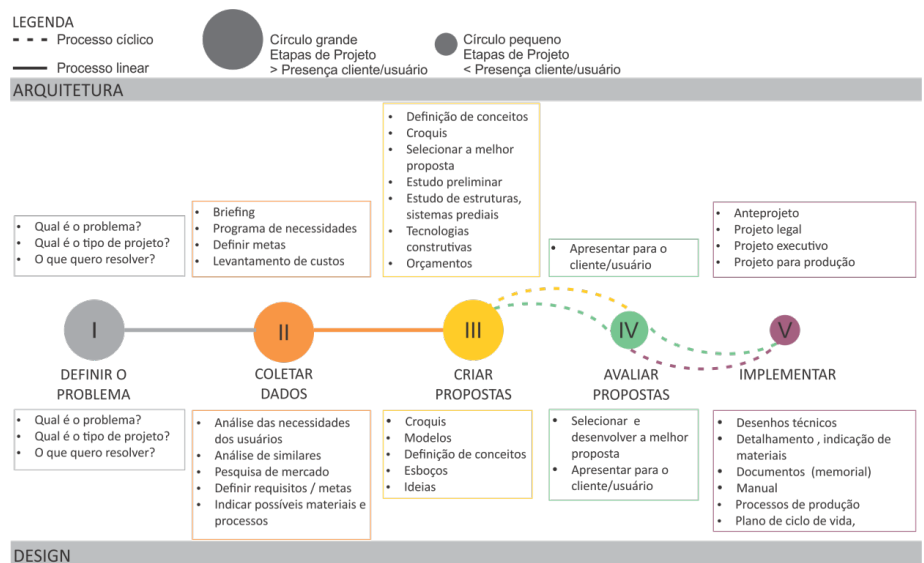 LEGENDA
Processo cíclico
Processo linear
Círculo grande
Etapas de Projeto
> Presença cliente/usuário
Círculo pequeno
Etapas de Projeto
< Presença cliente/usuário
ARQUITETURA
• Qual é o problema?
• Qual é o tipo de projeto?
• O que quero resolver?
• Briefing
• Programa de necessidades
• Definir metas
• Levantamento de custos
• Definição de conceitos
• Croquis
• Selecionar a melhor
proposta
• Estudo preliminar
• Estudo de estruturas,
sistemas prediais
• Tecnologias
construtivas
• Orçamentos
• Apresentar para o
cliente/usuário
• Anteprojeto
• Projeto legal
• Projeto executivo
• Projeto para produção
I
II
III
IV
V
DEFINIR O
PROBLEMA
COLETAR
DADOS
CRIAR
PROPOSTAS
AVALIAR
PROPOSTAS
IMPLEMENTAR
• Qual é o problema?
• Qual é o tipo de projeto?
• O que quero resolver?
• Análise das necessidades
dos usuários
• Análise de similares
• Pesquisa de mercado
• Definir requisitos / metas
• Indicar possíveis materiais e
processos
• Croquis
• Modelos
• Definição de conceitos
• Esboços
• Ideias
• Selecionar e
desenvolver a melhor
proposta
• Apresentar para o
cliente/usuário
• Desenhos técnicos
• Detalhamento , indicação de
materiais
• Documentos (memorial)
• Manual
• Processos de produção
• Plano de ciclo de vida,
DESIGN